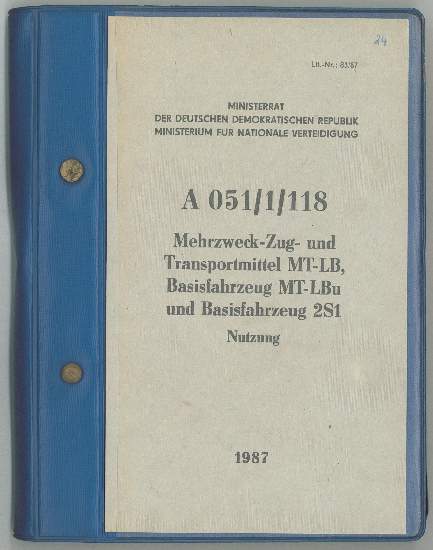 24
Lfd.-Nr.: 83/87
MINISTERRAT
DER DEUTSCHEN DEMOKRATISCHEN REPUBLIK
MINISTERIUM FÜR NATIONALE VERTEIDIGUNG
A 051/1/118
Mehrzweck-Zug- und
Transportmittel MT-LB,
Basisfahrzeug MT-LBu
und Basisfahrzeug 2S1
Nutzung
1987